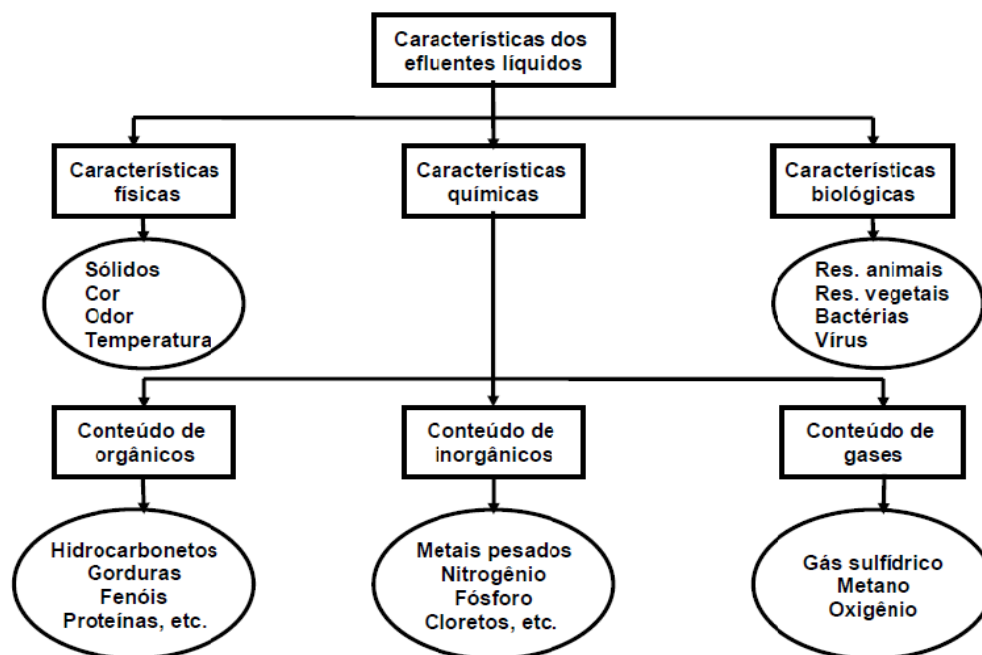 Características dos
efluentes líquidos
Características
físicas
Características
químicas
Características
biológicas
Sólidos
Cor
Odor
Temperatura
Res. animais
Res. vegetais
Bactérias
Vírus
Conteúdo de
orgânicos
Conteúdo de
inorgânicos
Conteúdo de
gases
Hidrocarbonetos
Gorduras
Fenóis
Proteínas, etc.
Metais pesados
Nitrogênio
Fósforo
Cloretos, etc.
Gás sulfídrico
Metano
Oxigênio